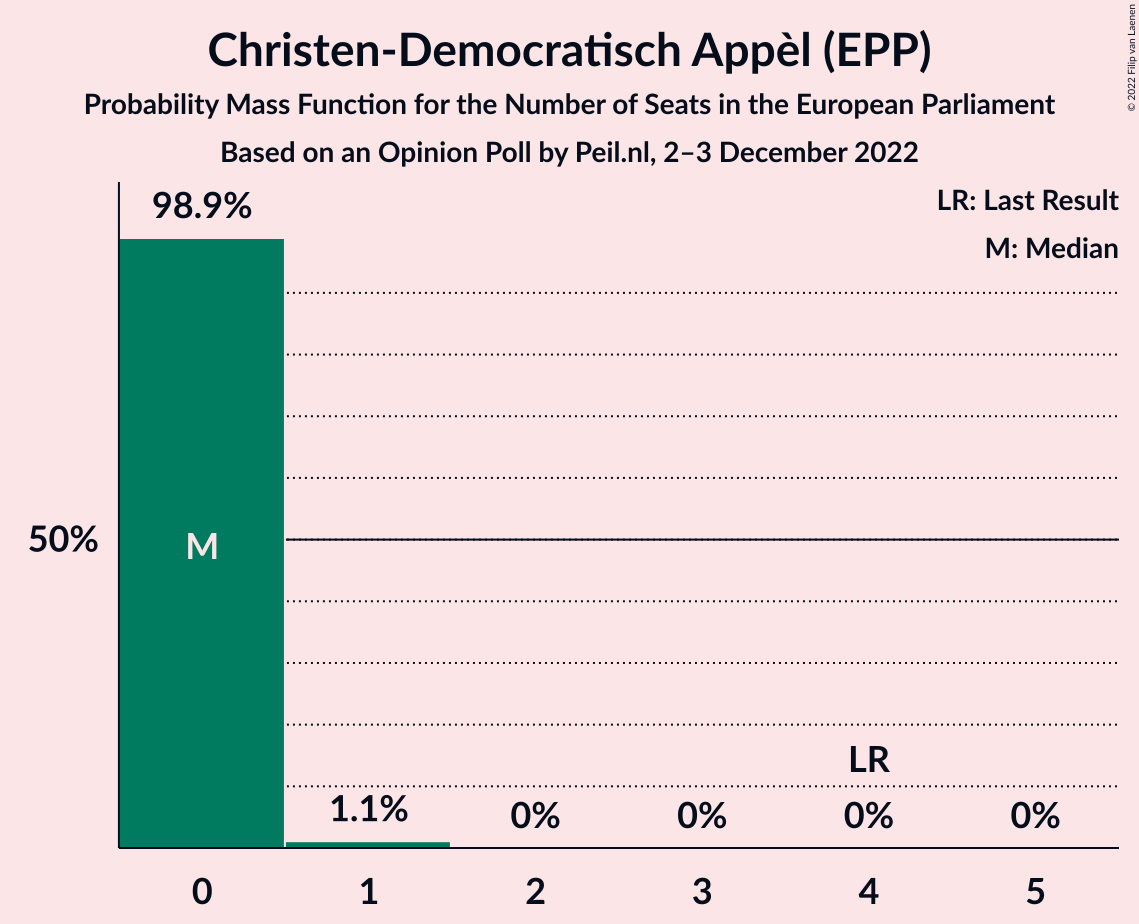 Christen-Democratisch Appèl (EPP)
Probability Mass Function for the Number of Seats in the European Parliament
Based on an Opinion Poll by Peil.nl, 2–3 December 2022
© 2022 Filip van Laenen
LR: Last Result
M: Median
98.9%
50%
M
LR
1.1%
0%
0%
0%
0%
0
1
2
3
4
5